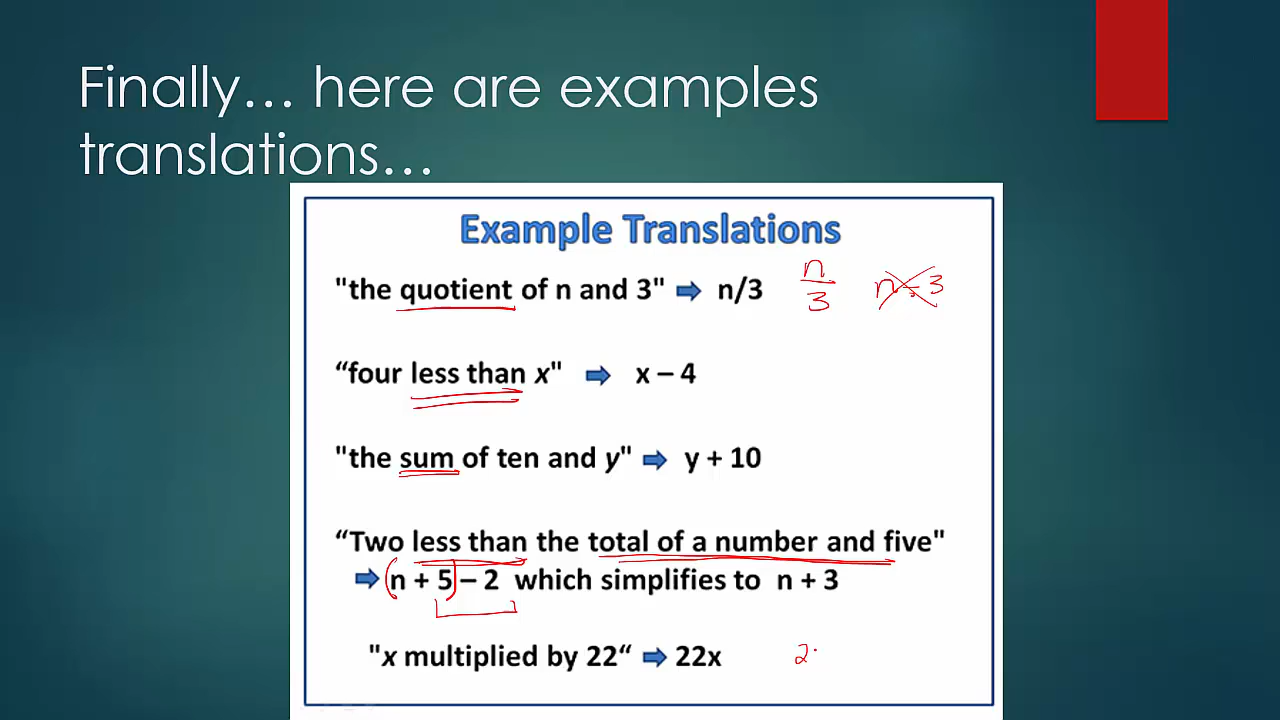 Finally… here are examples
translations…
Example Translations
"the quotient of n and 3" ➡ n/3 n/3 n ÷ 3
“four less than x" ➡ x – 4
"the sum of ten and y" ➡ y + 10
“Two less than the total of a number and five"
➡ (n + 5) – 2 which simplifies to n + 3
"x multiplied by 22“ ➡ 22x 2